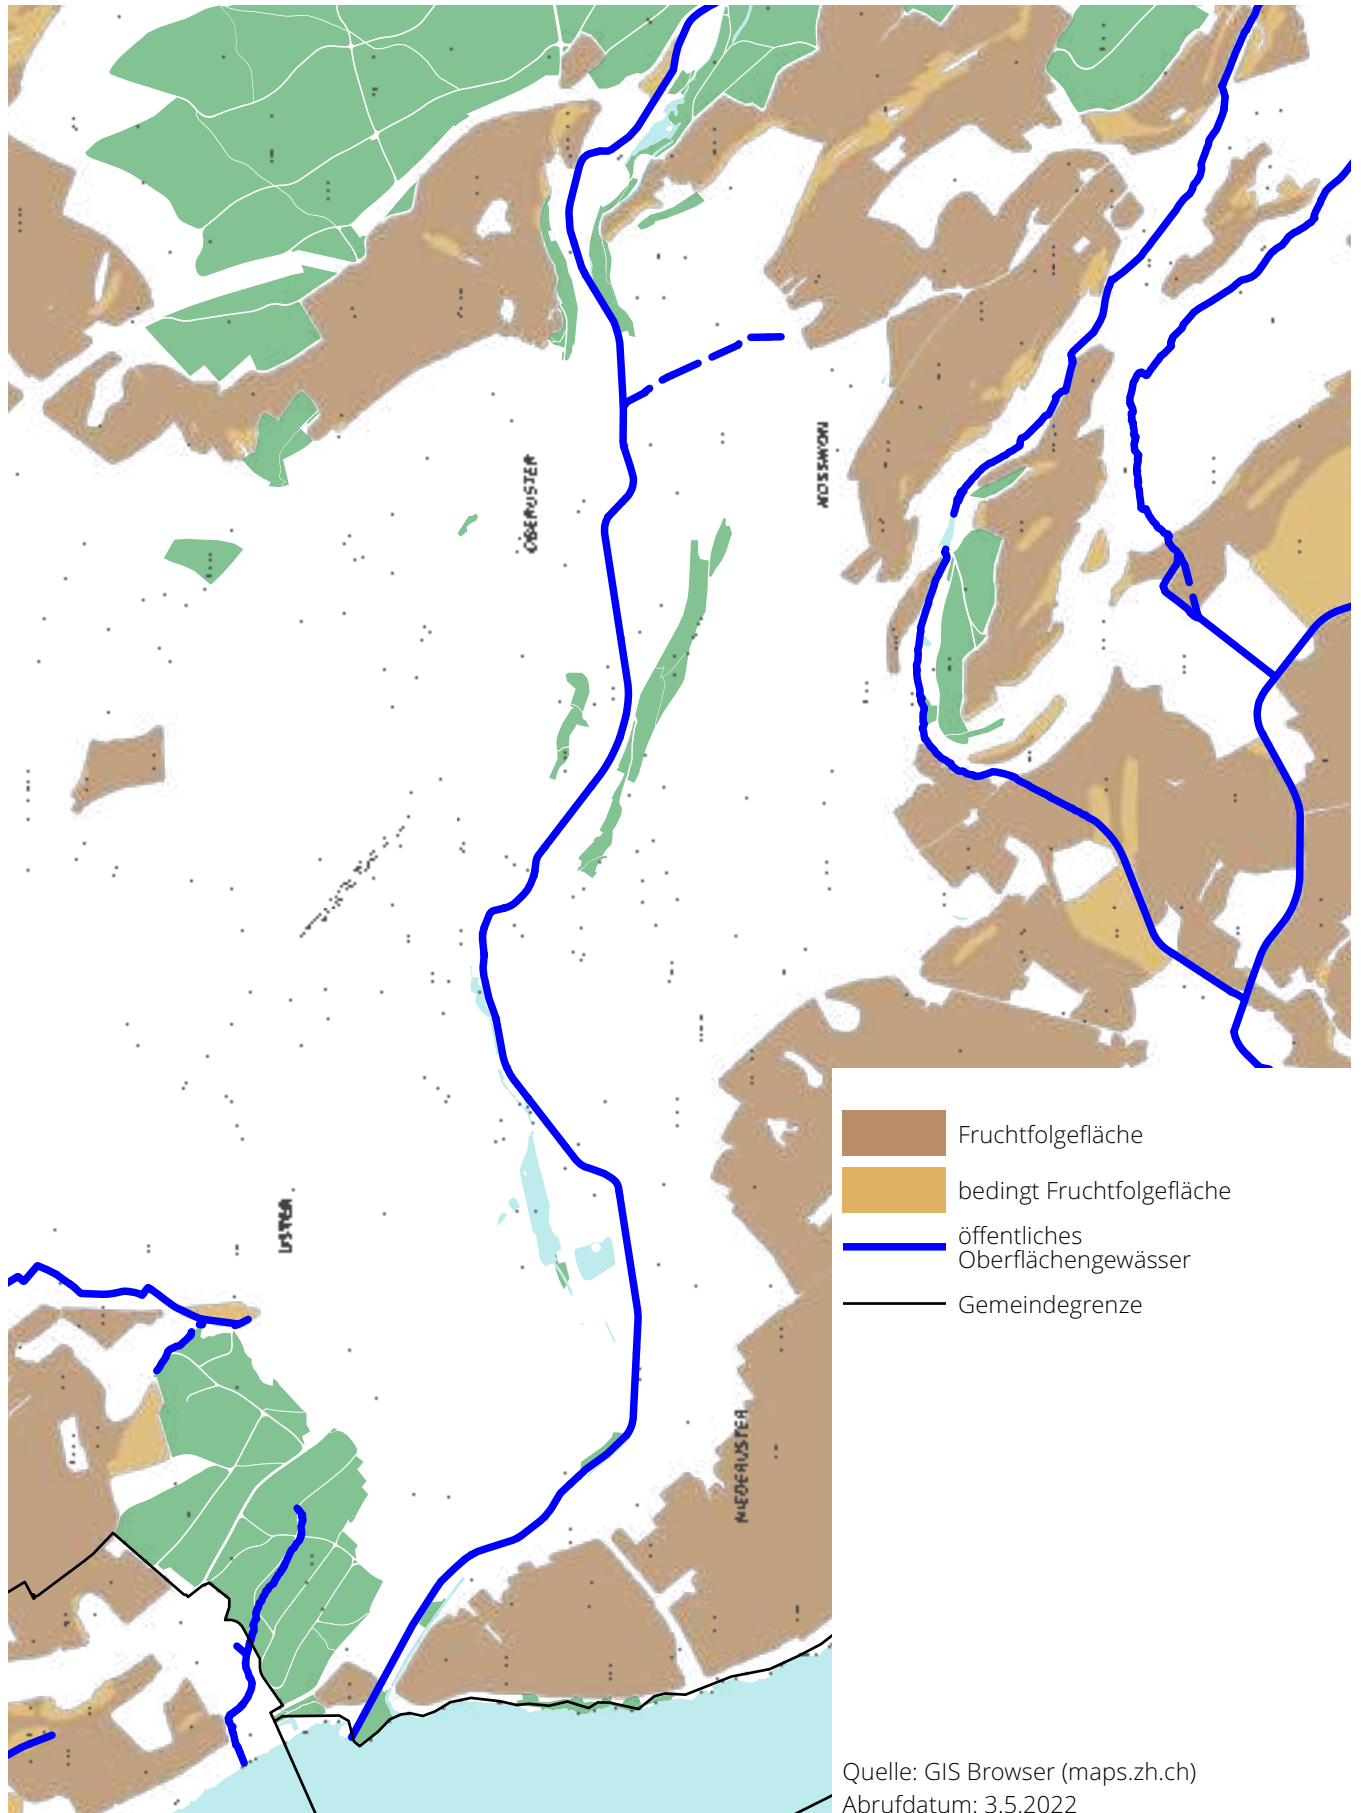 OBERUSTER
NOSSWON
USTER
NIEDERUSTER
Fruchtfolgefläche
bedingt Fruchtfolgefläche
öffentliches
Oberflächengewässer
Gemeindegrenze
Quelle: GIS Browser (maps.zh.ch)
Abrufdatum: 3.5.2022